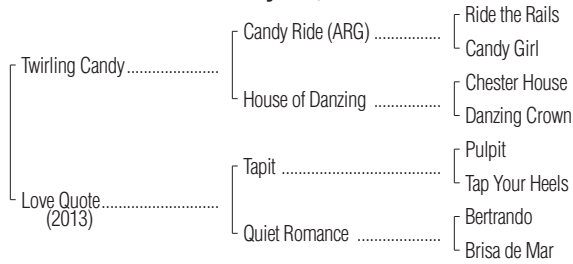 Ride the Rails
Candy Ride (ARG) ................
Candy Girl
Twirling Candy ......................
Chester House
House of Danzing ................
Danzing Crown
Pulpit
Tapit ......................................
Tap Your Heels
Love Quote............................
(2013)
Bertrando
Quiet Romance ....................
Brisa de Mar